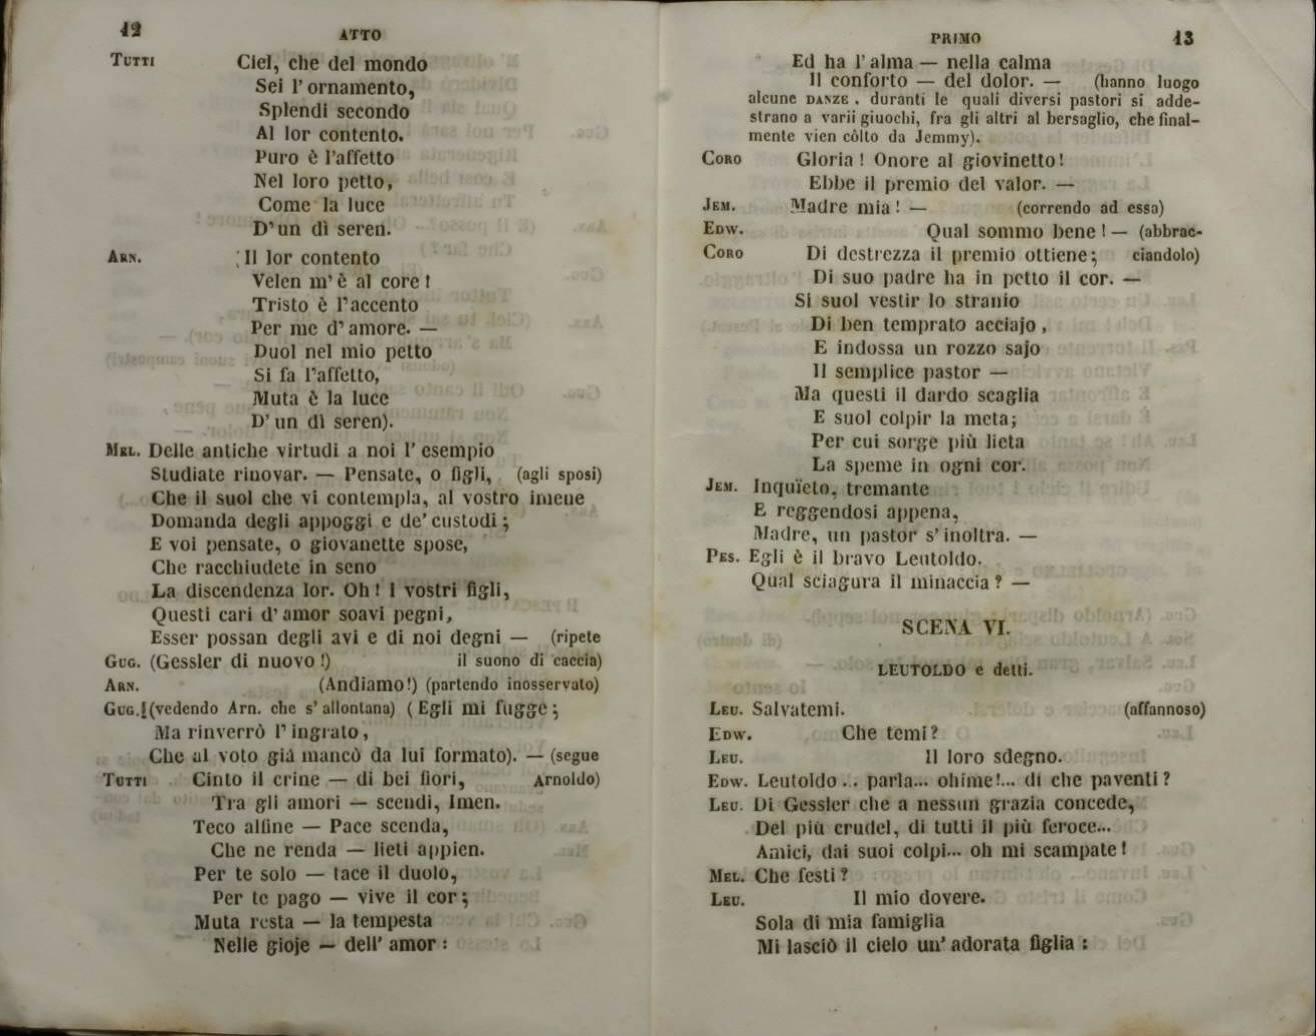 12 ATTO
TUTTI Ciel, che del mondo
Sei l' ornamento,
Splendi secondo
Al lor contento.
Puro è l'affetto
Nel loro petto,
Come la luce
D' un dì seren.
ARN. Il lor contento
Velen m' è al core!
Tristo è l'accento
Per me d' amore. —
Duol nel mio petto
Si fa l'affetto,
Muta è la luce
D' un dì seren).
MEL. Delle antiche virtudi a noi l' esempio
Studiate rinovar. — Pensate, o figli, (agli sposi)
Che il suol che vi contempla, al vostro imene
Domanda degli appoggi e de' custodi;
E voi pensate, o giovanette spose,
Che racchiudete in seno
La discendenza lor. Oh! i vostri figli,
Questi cari d' amor soavi pegni,
Esser possan degli avi e di noi degni — (ripete
GUG. (Gessler di nuovo!) il suono di caccia)
ARN. (Andiamo!) (partendo inosservato)
GUG. (vedendo Arn. che s' allontana) (Egli mi fugge;
Ma rinverrò l' ingrato,
Che al voto già mancò da lui formato). — (segue
TUTTI Cinto il crine — di bei fiori, Arnoldo)
Tra gli amori — scendi, Imen.
Teco alfine — Pace scenda,
Che ne renda — lieti appien.
Per te solo — tace il duolo,
Per te pago — vive il cor;
Muta resta — la tempesta
Nelle gioje — dell' amor:
PRIMO 13
Ed ha l' alma — nella calma
Il conforto — del dolor. — (hanno luogo
alcune DANZE, duranti le quali diversi pastori si adde-
strano a varii giuochi, fra gli altri al bersaglio, che final-
mente vien còlto da Jemmy).
CORO Gloria! Onore al giovinetto!
Ebbe il premio del valor. —
JEM. Madre mia! — (correndo ad essa)
EDW. Qual sommo bene! — (abbrac-
CORO Di destrezza il premio ottiene; ciandolo)
Di suo padre ha in petto il cor. —
Si suol vestir lo stranio
Di ben temprato acciajo,
E indossa un rozzo sajo
Il semplice pastor —
Ma questi il dardo scaglia
E suol colpir la meta;
Per cui sorge più lieta
La speme in ogni cor.
JEM. Inquïeto, tremante
E reggendosi appena,
Madre, un pastor s' inoltra. —
PES. Egli è il bravo Leutoldo.
Qual sciagura il minaccia? —
SCENA VI.
LEUTOLDO e detti.
LEU. Salvatemi. (affannoso)
EDW. Che temi?
LEU. Il loro sdegno.
EDW. Leutoldo... parla... ohime!... di che paventi?
LEU. Di Gessler che a nessun grazia concede,
Del più crudel, di tutti il più feroce...
Amici, dai suoi colpi... oh mi scampate!
MEL. Che festi?
LEU. Il mio dovere.
Sola di mia famiglia
Mi lasciò il cielo un' adorata figlia: